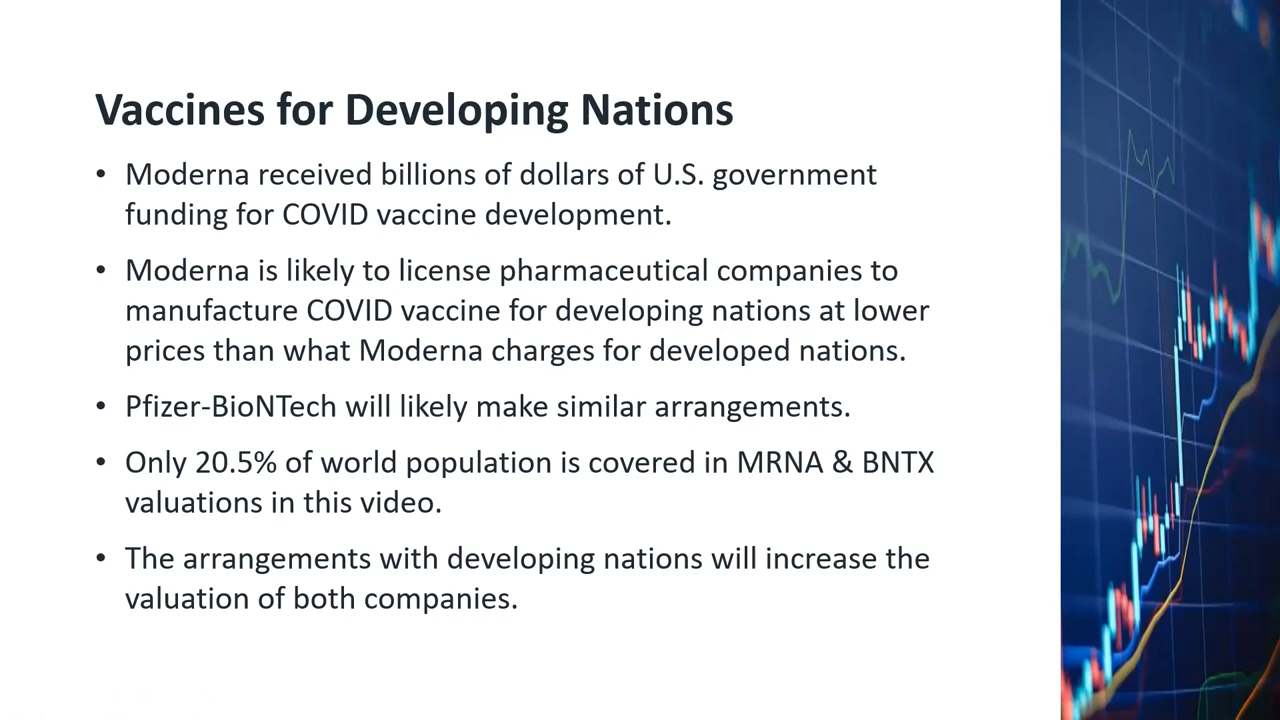 Vaccines for Developing Nations
• Moderna received billions of dollars of U.S. government
funding for COVID vaccine development.
• Moderna is likely to license pharmaceutical companies to
manufacture COVID vaccine for developing nations at lower
prices than what Moderna charges for developed nations.
• Pfizer-BioNTech will likely make similar arrangements.
• Only 20.5% of world population is covered in MRNA & BNTX
valuations in this video.
• The arrangements with developing nations will increase the
valuation of both companies.